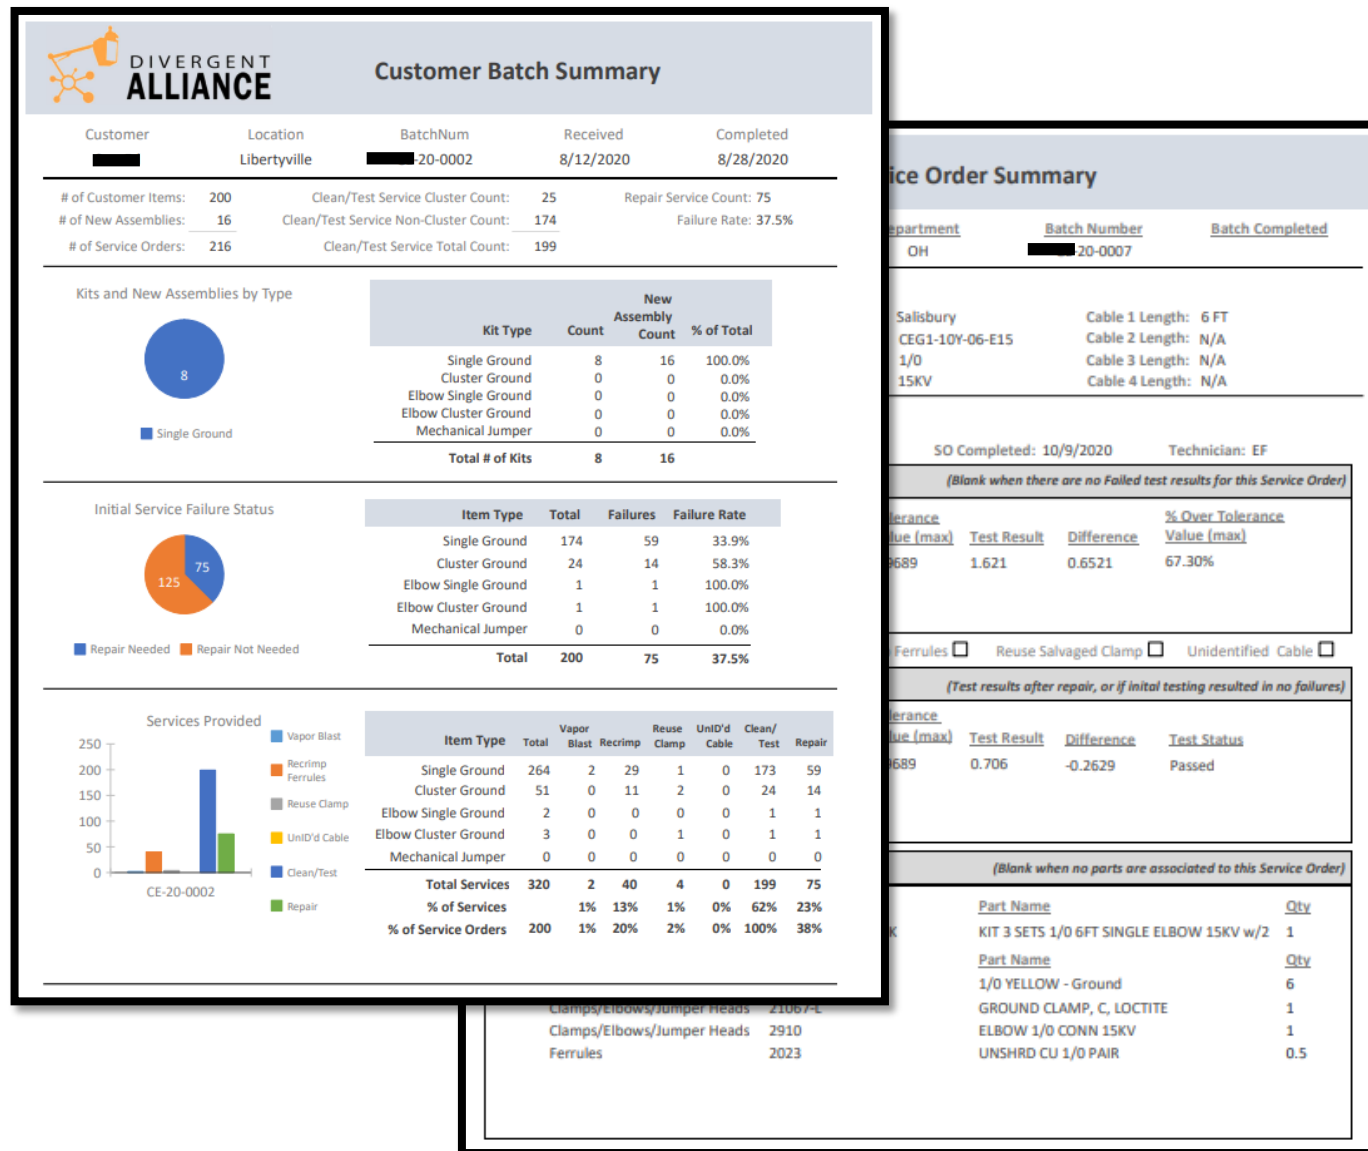 DIVERGENT
ALLIANCE
Customer Batch Summary
Customer Location BatchNum Received Completed
Libertyville -20-0002 8/12/2020 8/28/2020
# of Customer Items: 200 Clean/Test Service Cluster Count: 25 Repair Service Count: 75
# of New Assemblies: 16 Clean/Test Service Non-Cluster Count: 174 Failure Rate: 37.5%
# of Service Orders: 216 Clean/Test Service Total Count: 199
Kits and New Assemblies by Type
8
Single Ground
New
Assembly
Kit Type Count Count % of Total
Single Ground 8 16 100.0%
Cluster Ground 0 0 0.0%
Elbow Single Ground 0 0 0.0%
Elbow Cluster Ground 0 0 0.0%
Mechanical Jumper 0 0 0.0%
Total # of Kits 8 16
Initial Service Failure Status
75
125
Repair Needed Repair Not Needed
Item Type Total Failures Failure Rate
Single Ground 174 59 33.9%
Cluster Ground 24 14 58.3%
Elbow Single Ground 1 1 100.0%
Elbow Cluster Ground 1 1 100.0%
Mechanical Jumper 0 0 0.0%
Total 200 75 37.5%
Services Provided
250
200
150
100
50
0
CE-20-0002
Vapor Blast
Recrimp
Ferrules
Reuse Clamp
UnID'd Cable
Clean/Test
Repair
Vapor Reuse UnID'd Clean/
Item Type Total Blast Recrimp Clamp Cable Test Repair
Single Ground 264 2 29 1 0 173 59
Cluster Ground 51 0 11 2 0 24 14
Elbow Single Ground 2 0 0 0 0 1 1
Elbow Cluster Ground 3 0 0 1 0 1 1
Mechanical Jumper 0 0 0 0 0 0 0
Total Services 320 2 40 4 0 199 75
% of Services 1% 13% 1% 0% 62% 23%
% of Service Orders 200 1% 20% 2% 0% 100% 38%
ice Order Summary
epartment Batch Number Batch Completed
OH -20-0007
Salisbury Cable 1 Length: 6 FT
CEG1-10Y-06-E15 Cable 2 Length: N/A
1/0 Cable 3 Length: N/A
15KV Cable 4 Length: N/A
SO Completed: 10/9/2020 Technician: EF
(Blank when there are no Failed test results for this Service Order)
lerance % Over Tolerance
lue (max) Test Result Difference Value (max)
9689 1.621 0.6521 67.30%
Ferrules Reuse Salvaged Clamp Unidentified Cable
(Test results after repair, or if inital testing resulted in no failures)
lerance
lue (max) Test Result Difference Test Status
9689 0.706 -0.2629 Passed
(Blank when no parts are associated to this Service Order)
Part Name Qty
K KIT 3 SETS 1/0 6FT SINGLE ELBOW 15KV w/2 1
Part Name Qty
1/0 YELLOW - Ground 6
Clamps/Elbows/Jumper Heads 21067-L GROUND CLAMP, C, LOCTITE 1
Clamps/Elbows/Jumper Heads 2910 ELBOW 1/0 CONN 15KV 1
Ferrules 2023 UNSHRD CU 1/0 PAIR 0.5